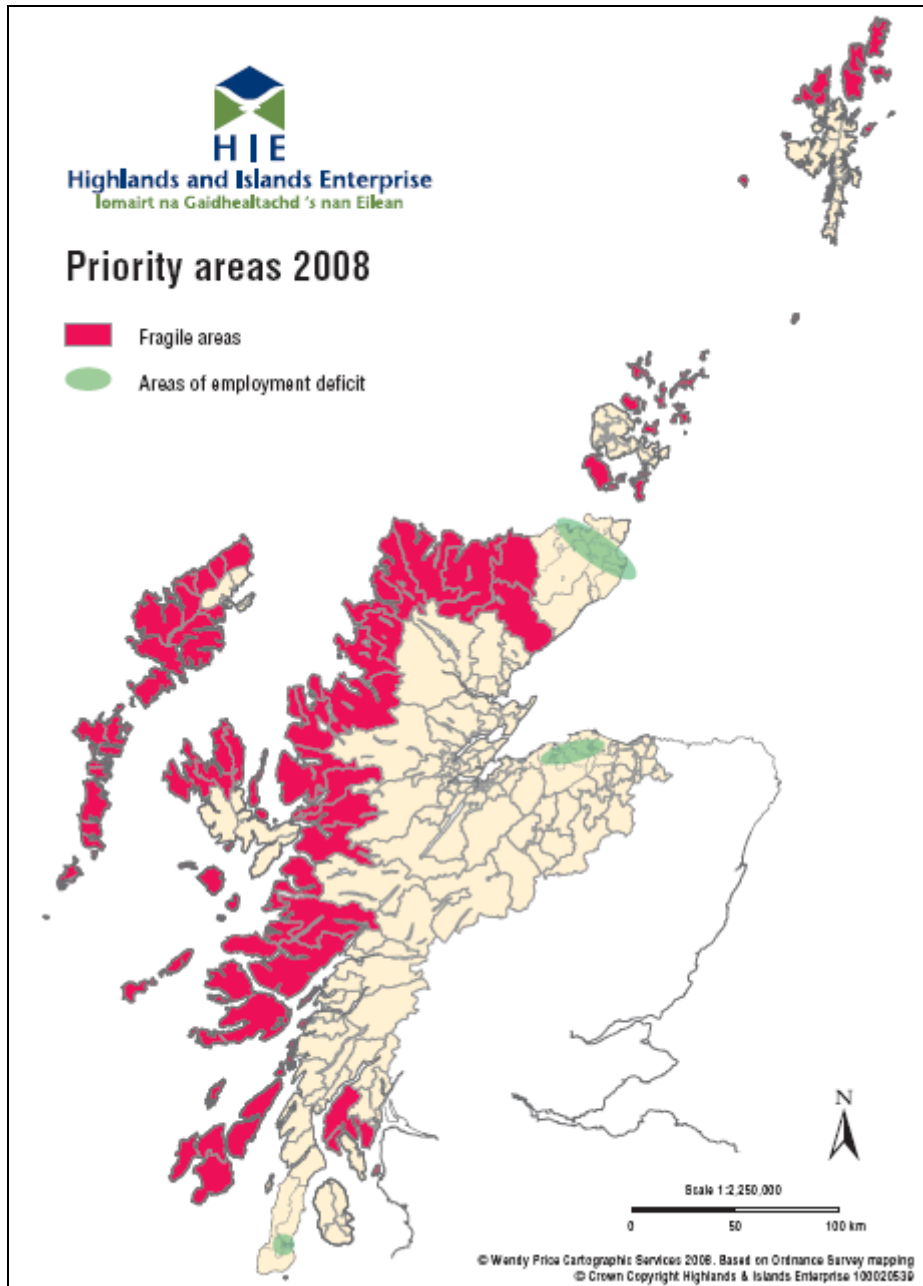 HIE
Highlands and Islands Enterprise
Iomairt na Gaidhealtachd 's nan Eilean
Priority areas 2008
Fragile areas
Areas of employment deficit
N
Scale 1:2,250,000
0 50 100 km
© Wendy Price Cartographic Services 2008. Based on Ordnance Survey mapping
© Crown Copyright Highlands & Islands Enterprise 100020539